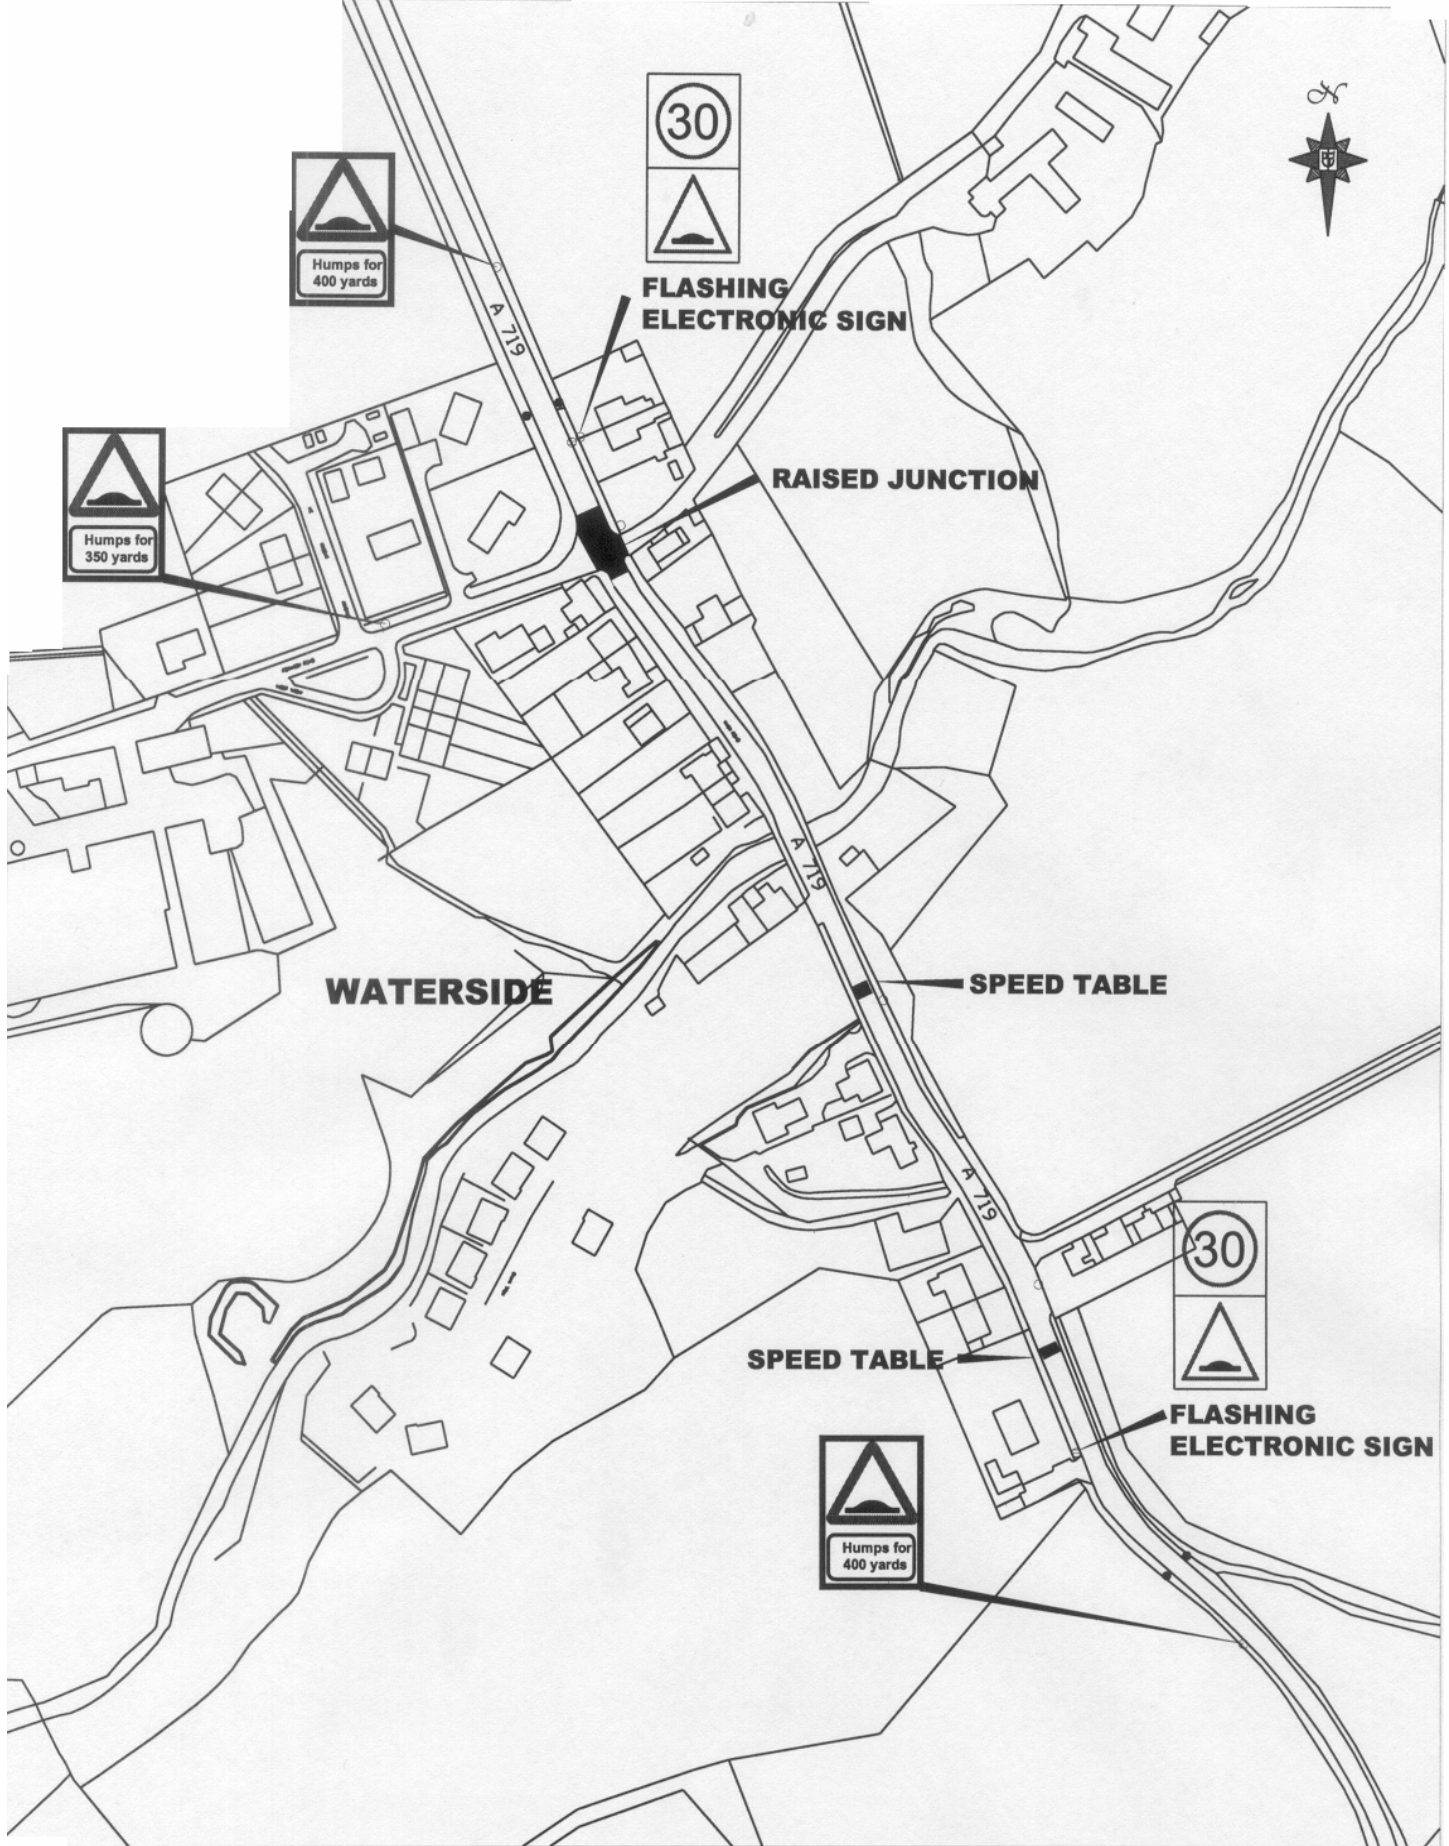 N
30
Humps for
400 yards
FLASHING
ELECTRONIC SIGN
A 719
Humps for
350 yards
RAISED JUNCTION
A 719
WATERSIDE
SPEED TABLE
A 719
30
SPEED TABLE
FLASHING
ELECTRONIC SIGN
Humps for
400 yards